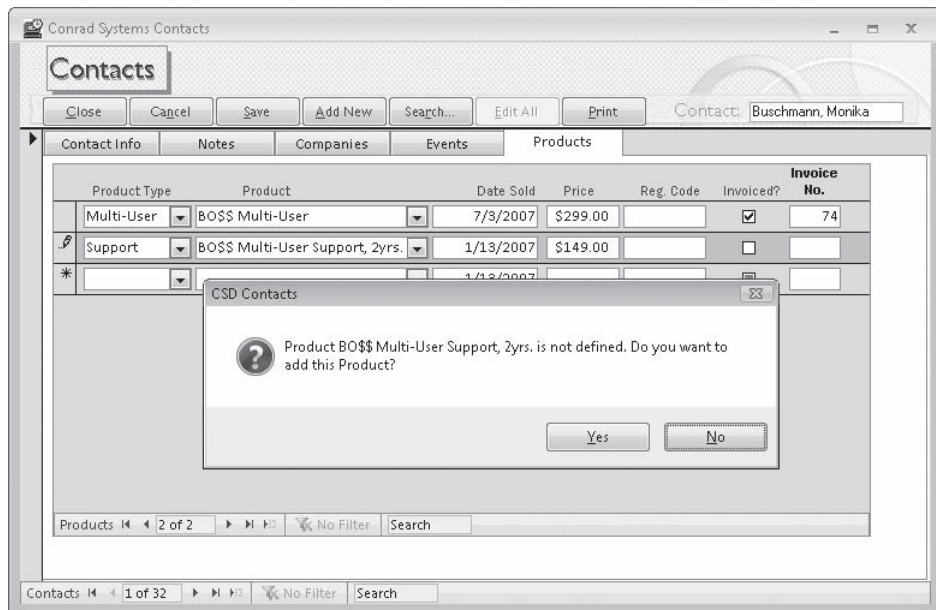 Conrad Systems Contacts
Contacts
Close Cancel Save Add New Search... Edit All Print Contact: Buschmann, Monika
Contact Info Notes Companies Events Products
Product Type Product Date Sold Price Reg. Code Invoiced? Invoice No.
Multi-User BO$$ Multi-User 7/3/2007 $299.00 74
Support BO$$ Multi-User Support, 2yrs. 1/13/2007 $149.00
1/13/2007
CSD Contacts
Product BO$$ Multi-User Support, 2yrs. is not defined. Do you want to
add this Product?
Yes No
Products 2 of 2 No Filter Search
Contacts 1 of 32 No Filter Search